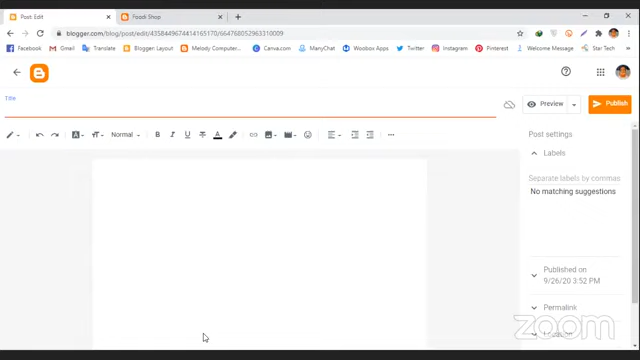 Post: Edit
Foodi Shop
blogger.com/blog/post/edit/4358449674414165170/664768052963310009
Facebook
Gmail
Translate
Blogger: Layout
Melody Computer...
Canva.com
ManyChat
Woobox Apps
Twitter
Instagram
Pinterest
Welcome Message
Star Tech
Title
Preview
Publish
Normal
B
I
U
A
Post settings
Labels
Separate labels by commas
No matching suggestions
Published on
9/26/20 3:52 PM
Permalink
Location
zoom